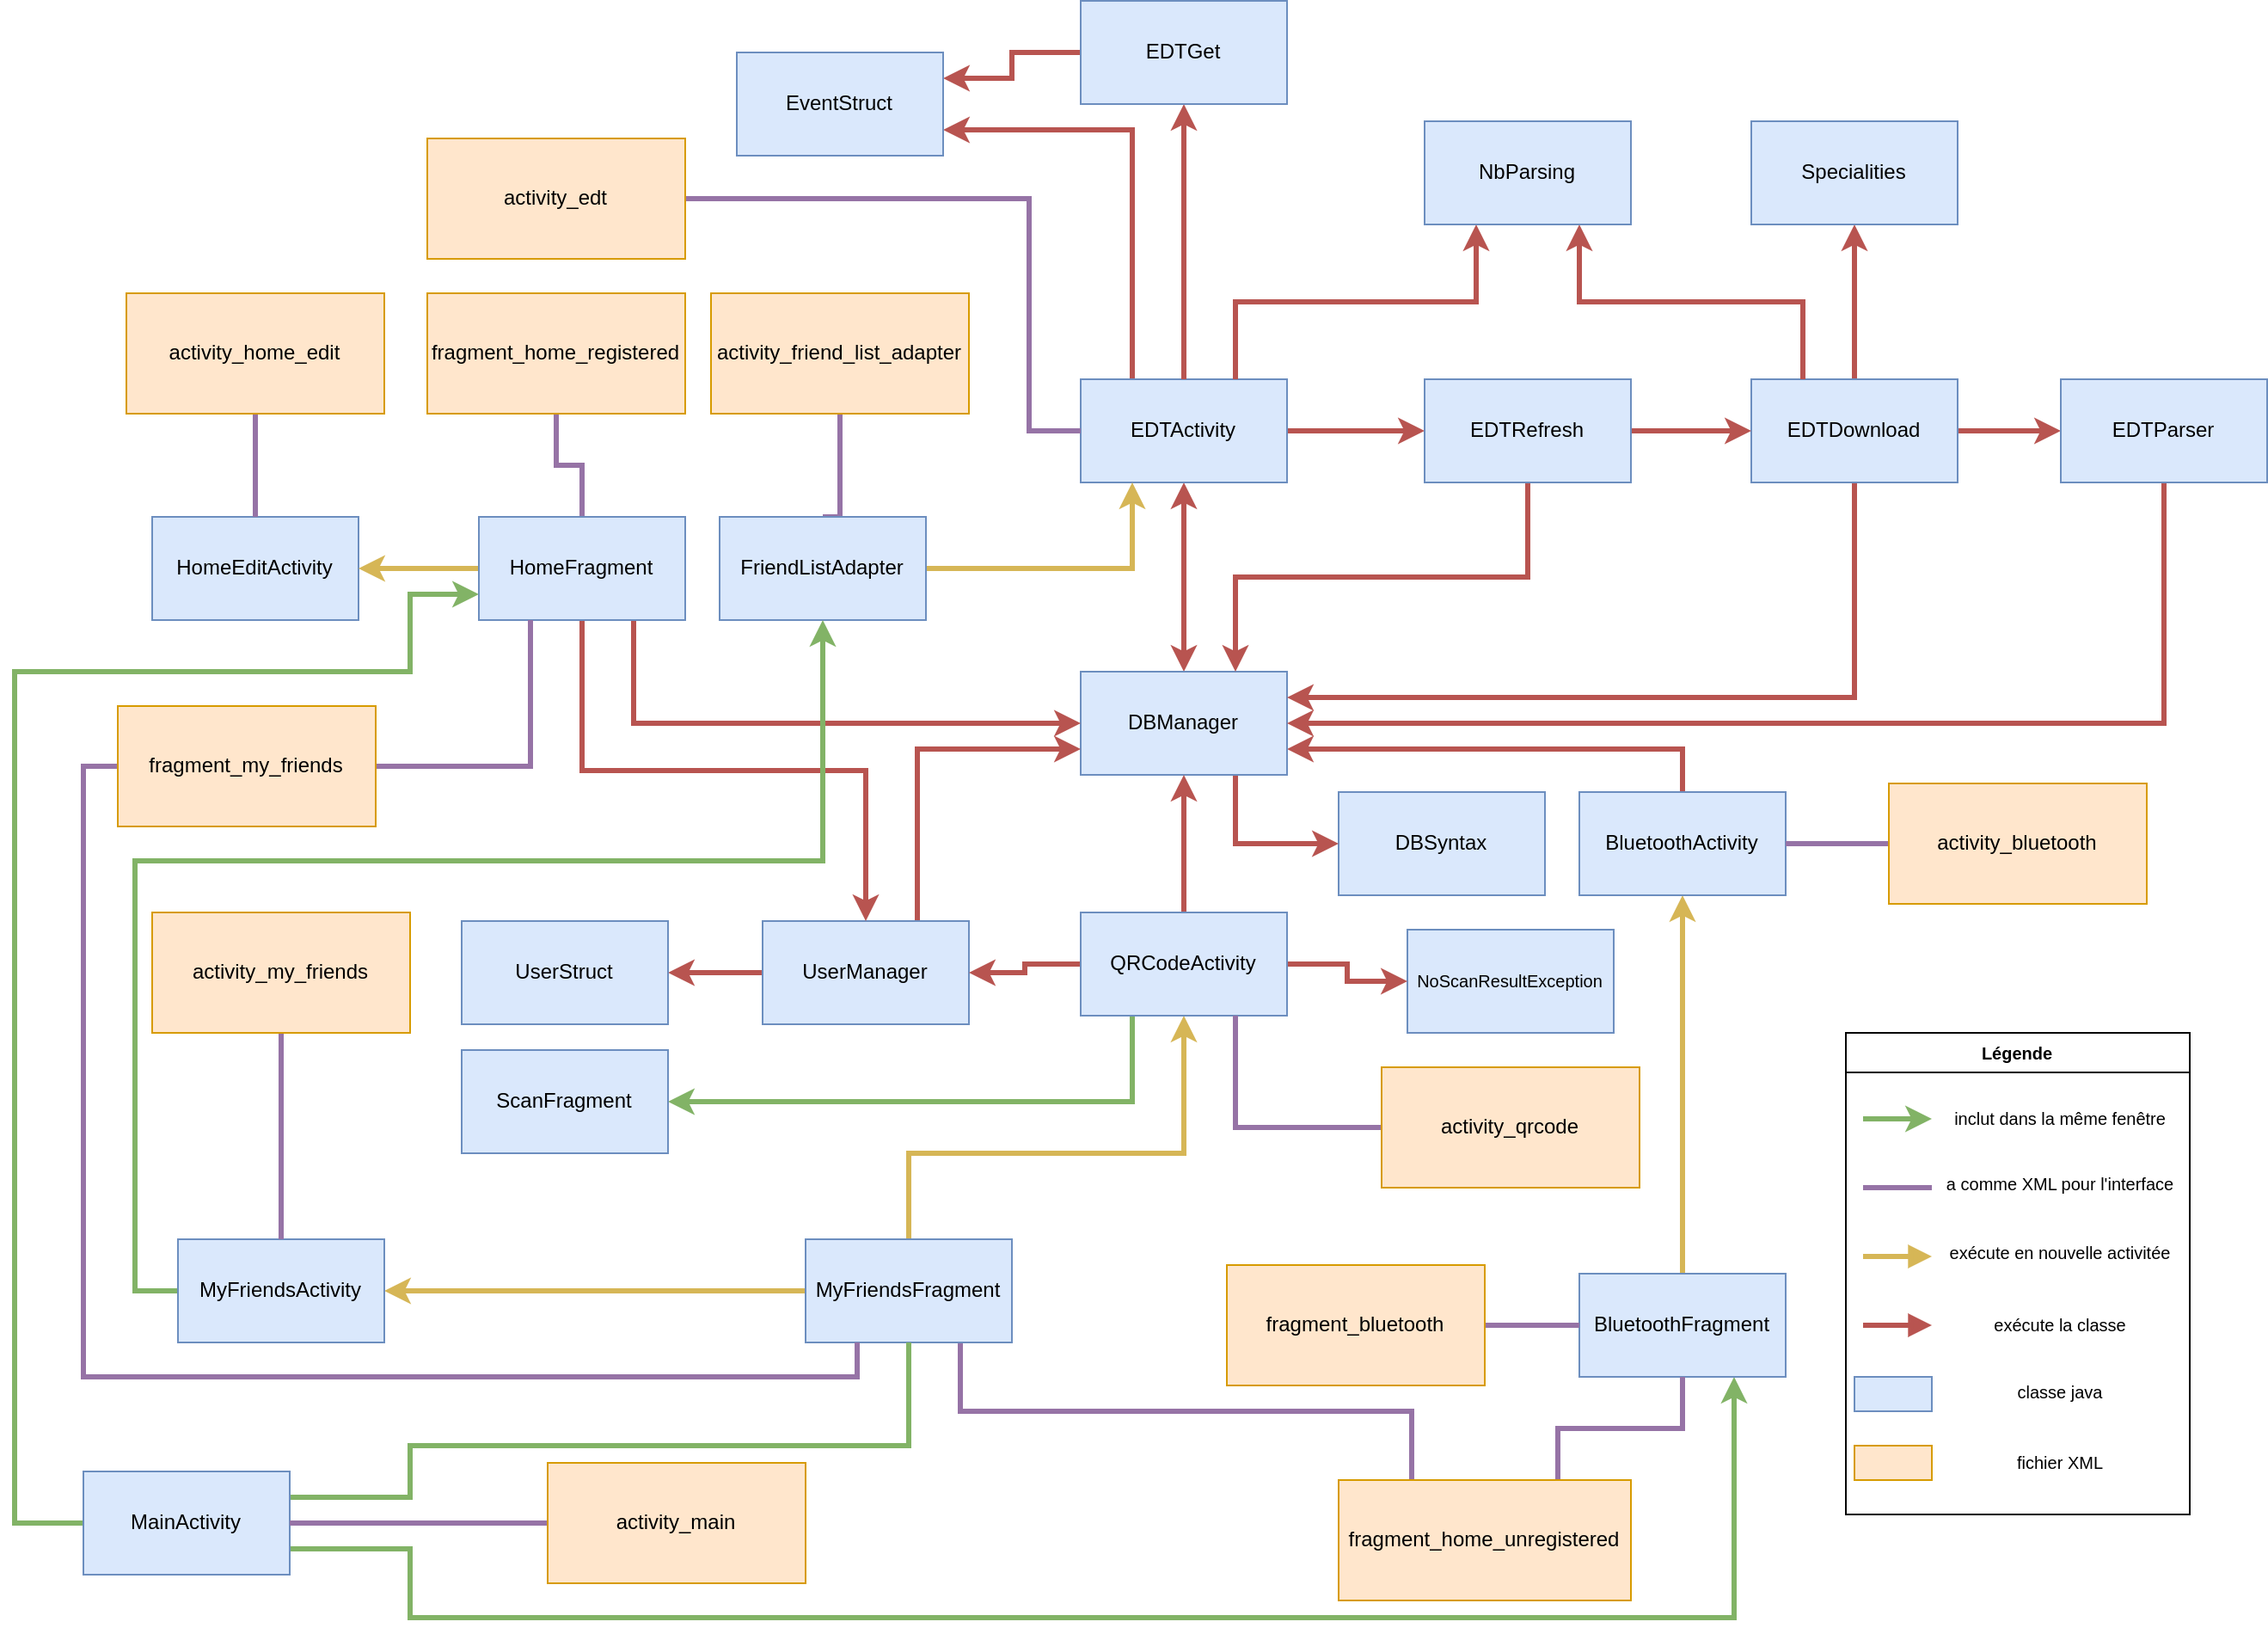 EDTGet
EventStruct
NbParsing
Specialities
activity_edt
activity_home_edit
fragment_home_registered
activity_friend_list_adapter
EDTActivity
EDTRefresh
EDTDownload
EDTParser
HomeEditActivity
HomeFragment
FriendListAdapter
DBManager
fragment_my_friends
DBSyntax
BluetoothActivity
activity_bluetooth
activity_my_friends
UserStruct
UserManager
QRCodeActivity
NoScanResultException
ScanFragment
activity_qrcode
Légende
inclut dans la même fenêtre
a comme XML pour l'interface
exécute en nouvelle activitée
exécute la classe
classe java
fichier XML
MyFriendsActivity
MyFriendsFragment
fragment_bluetooth
BluetoothFragment
MainActivity
activity_main
fragment_home_unregistered